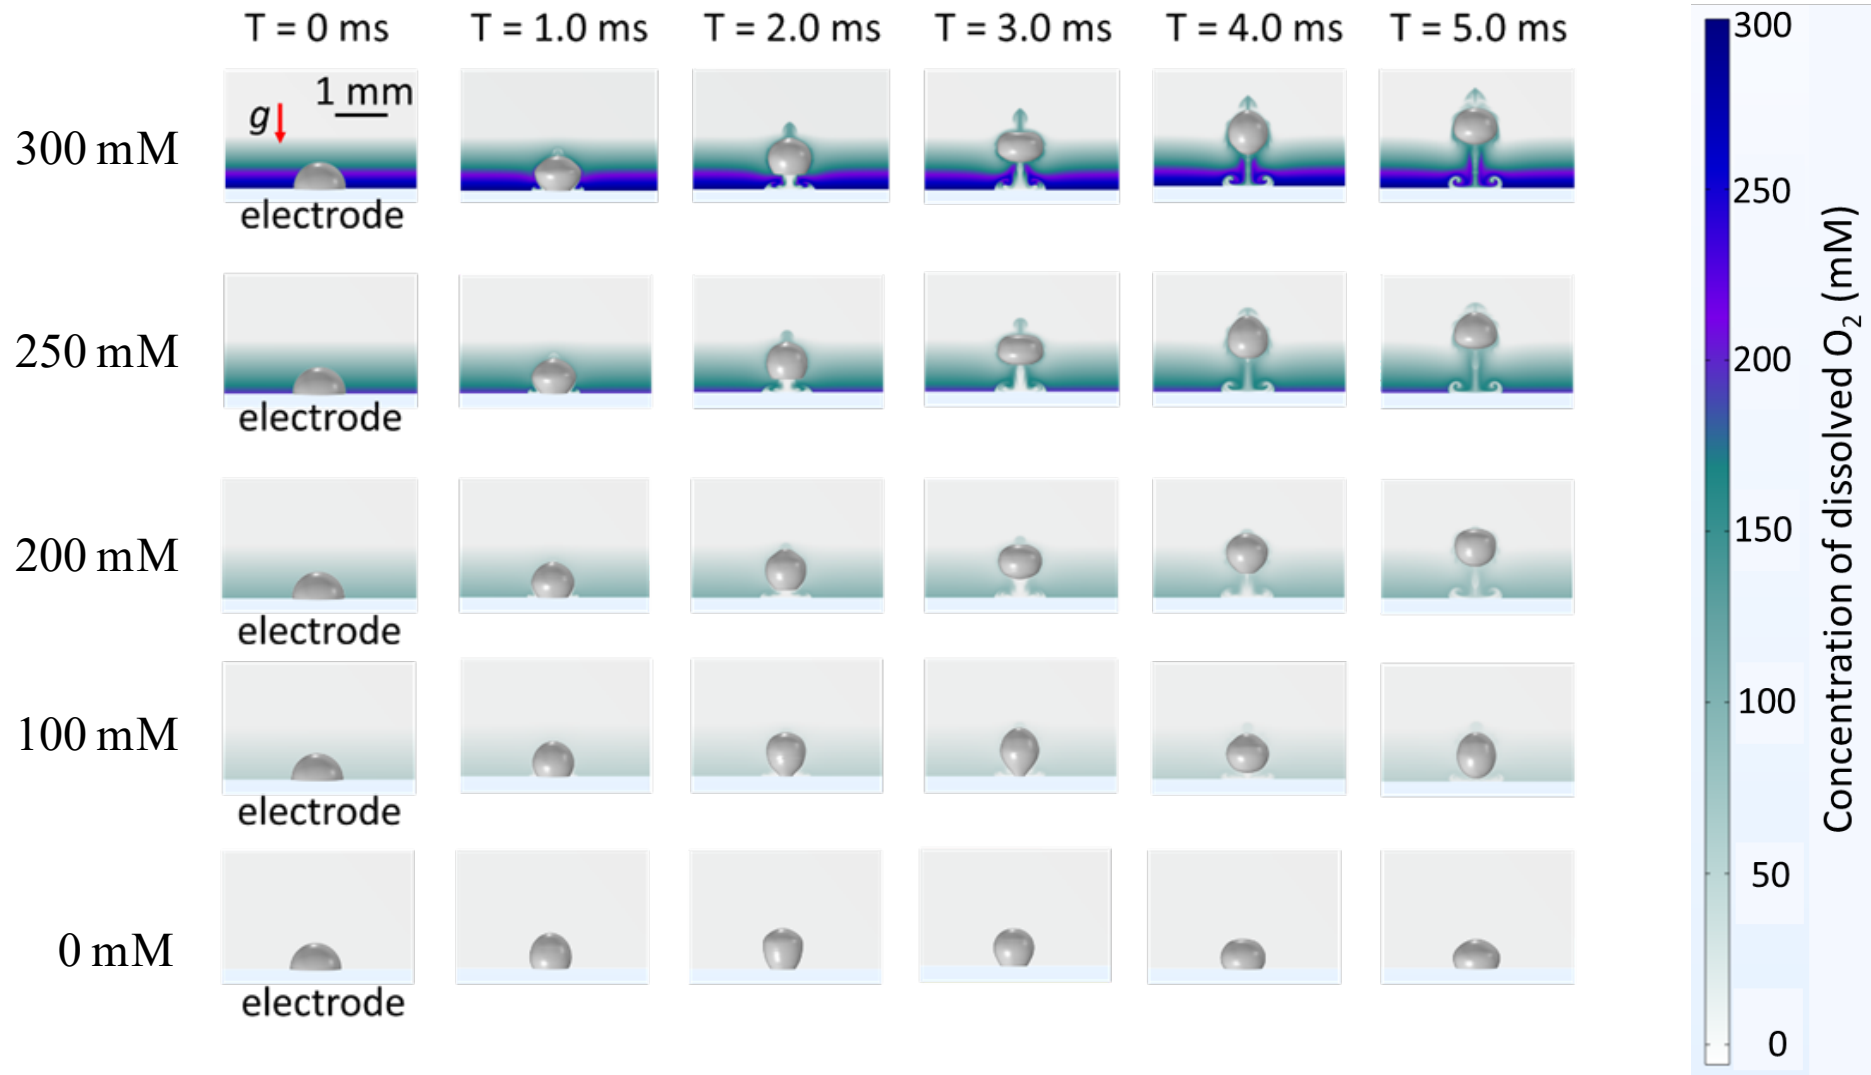 T = 0 ms T = 1.0 ms T = 2.0 ms T = 3.0 ms T = 4.0 ms T = 5.0 ms
1 mm
g
300 mM
electrode
250 mM
electrode
200 mM
electrode
100 mM
electrode
0 mM
electrode
300
250
200
150
100
50
0
Concentration of dissolved O₂ (mM)